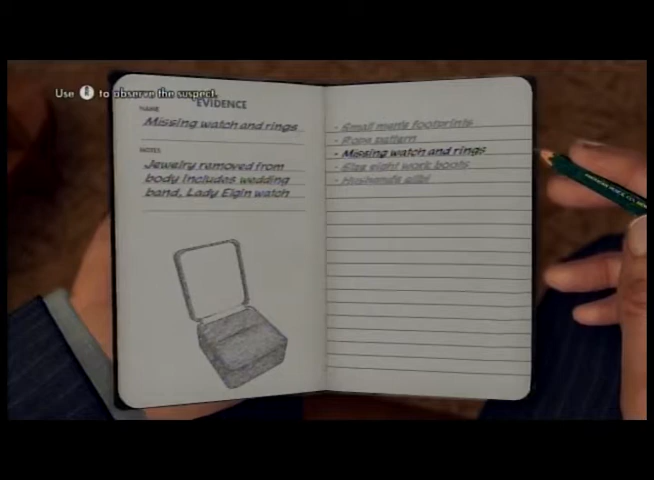 Use R to observe the suspect.
EVIDENCE
NAME
Missing watch and rings
NOTES
Jewelry removed from
body includes wedding
band, Lady Elgin watch
- Small men's footprints
- Rope pattern
- Missing watch and rings
- Size eight work boots
- Husband's alibi